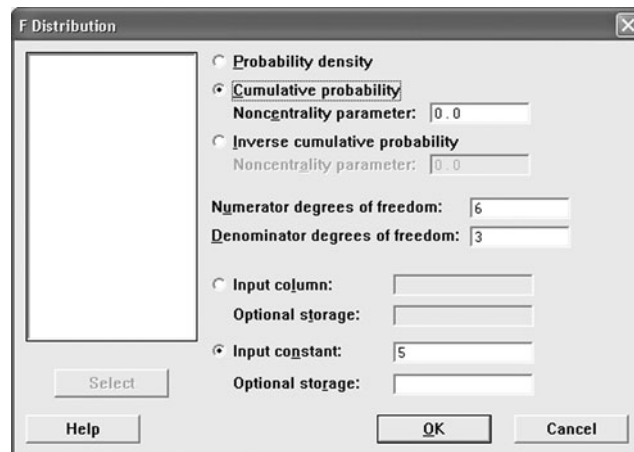 F Distribution
Probability density
Cumulative probability
Noncentrality parameter: 0.0
Inverse cumulative probability
Noncentrality parameter: 0.0
Numerator degrees of freedom: 6
Denominator degrees of freedom: 3
Input column:
Optional storage:
Input constant: 5
Optional storage:
Select
Help
OK
Cancel